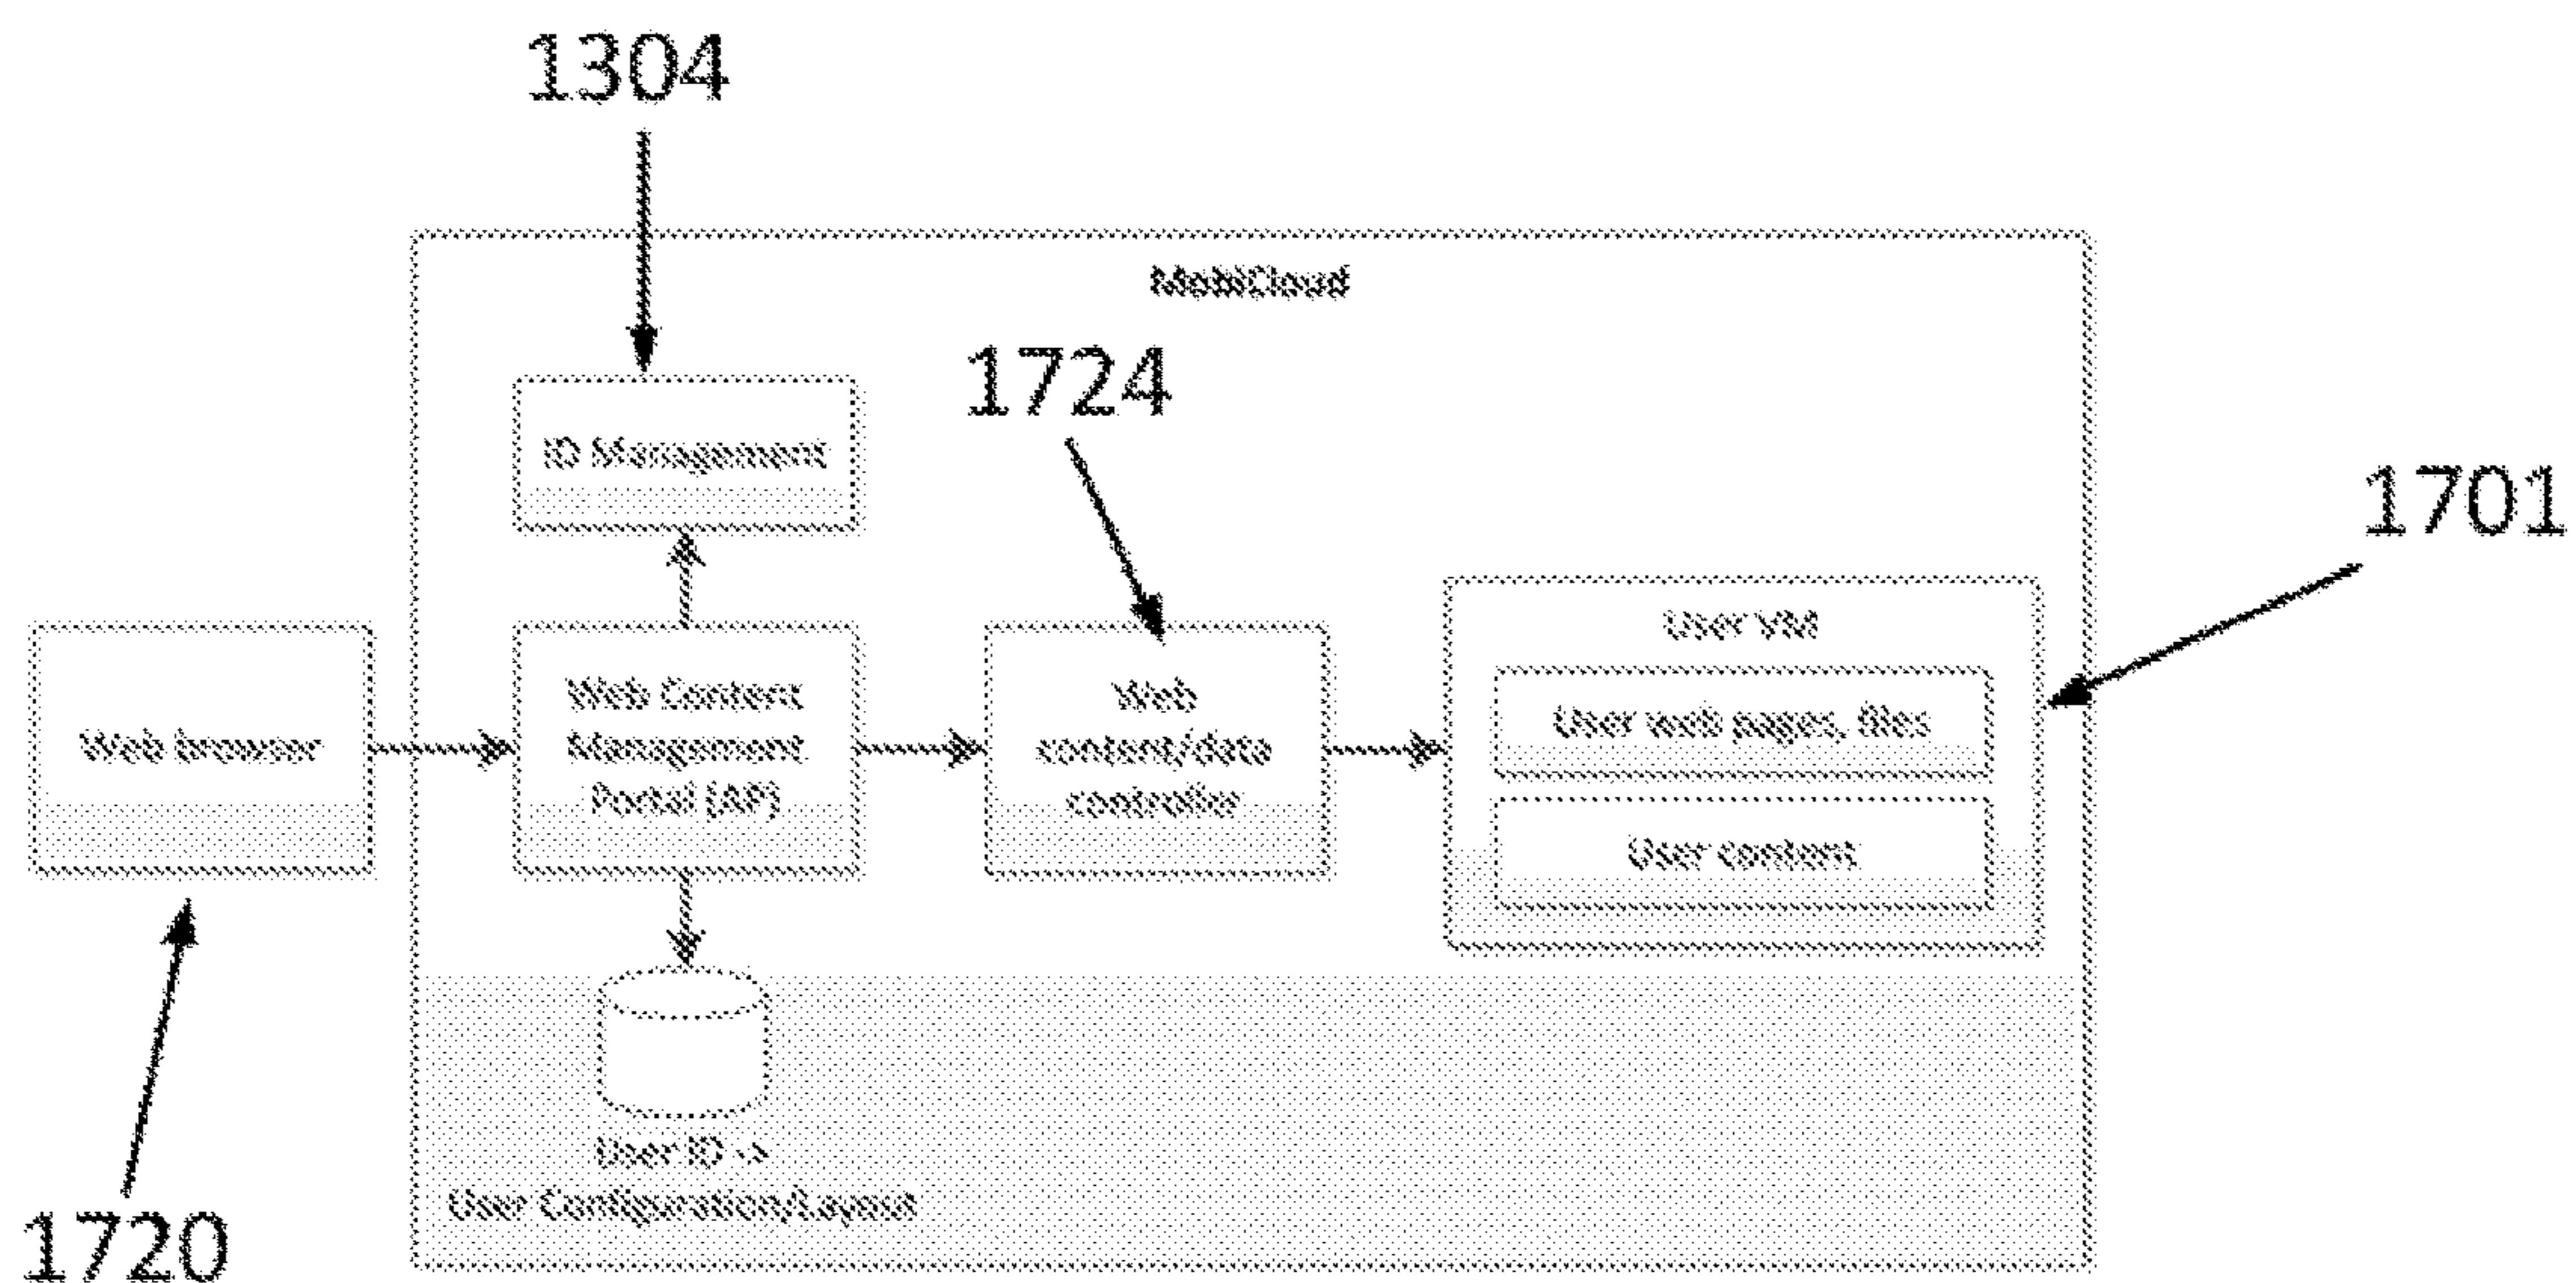 1304
MobiCloud
1724
ID Management
1701
User VM
Web browser
Web Content
Management
Portal (AP)
Web
content/data
controller
User web pages, files
User content
User ID ->
User Configuration/Layout
1720